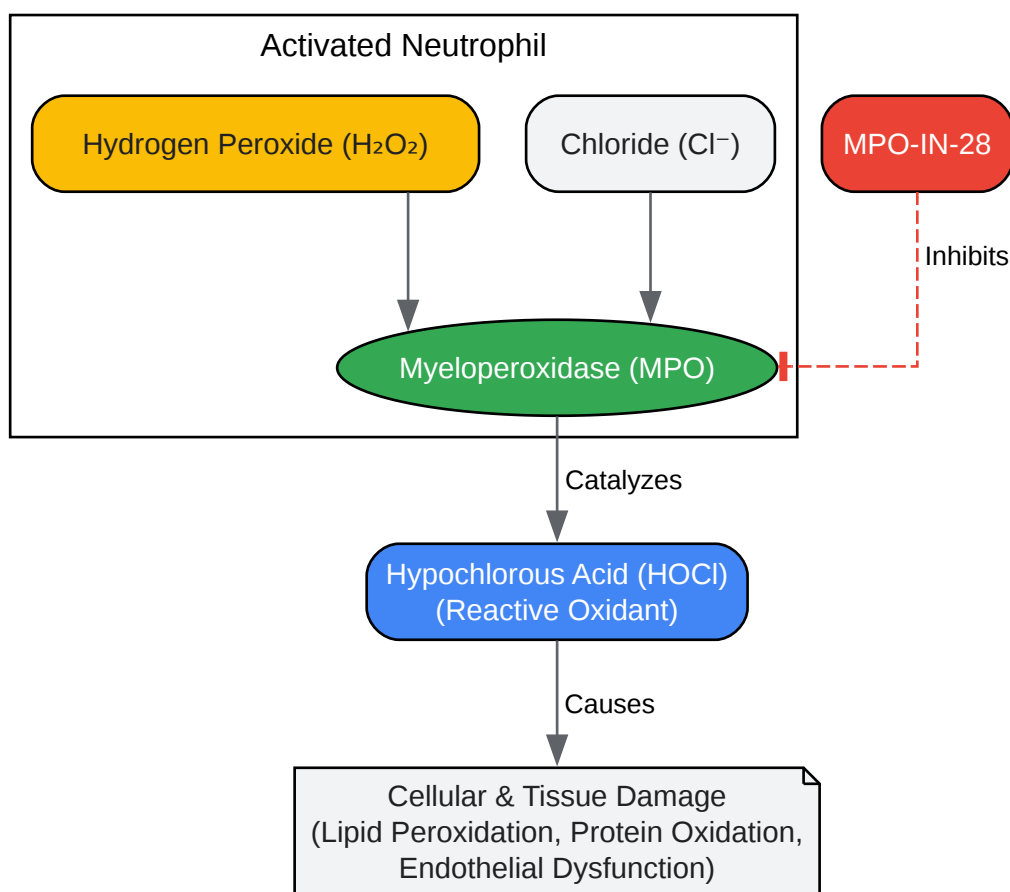 Activated Neutrophil
Hydrogen Peroxide (H₂O₂)
Chloride (Cl⁻)
MPO-IN-28
Inhibits
Myeloperoxidase (MPO)
Catalyzes
Hypochlorous Acid (HOCl)
(Reactive Oxidant)
Causes
Cellular & Tissue Damage
(Lipid Peroxidation, Protein Oxidation,
Endothelial Dysfunction)